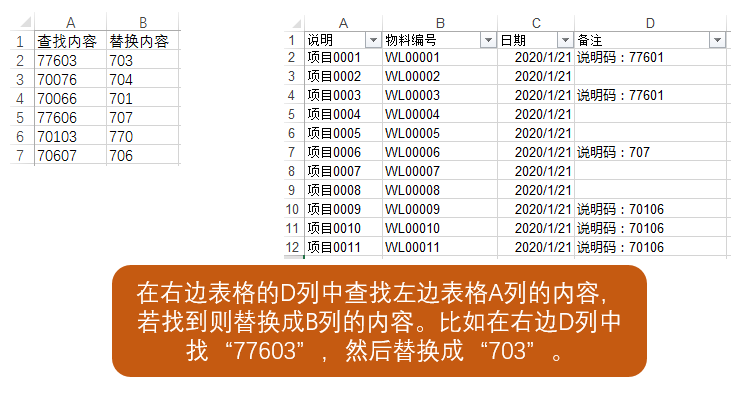 A B
1 查找内容 替换内容
2 77603 703
3 70076 704
4 70066 701
5 77606 707
6 70103 770
7 70607 706
A B C D
1 说明 物料编号 日期 备注
2 项目0001 WL00001 2020/1/21 说明码：77601
3 项目0002 WL00002 2020/1/21
4 项目0003 WL00003 2020/1/21 说明码：77601
5 项目0004 WL00004 2020/1/21
6 项目0005 WL00005 2020/1/21
7 项目0006 WL00006 2020/1/21 说明码：707
8 项目0007 WL00007 2020/1/21
9 项目0008 WL00008 2020/1/21
10 项目0009 WL00009 2020/1/21 说明码：70106
11 项目0010 WL00010 2020/1/21 说明码：70106
12 项目0011 WL00011 2020/1/21 说明码：70106
在右边表格的D列中查找左边表格A列的内容，
若找到则替换成B列的内容。比如在右边D列中
找“77603”，然后替换成“703”。